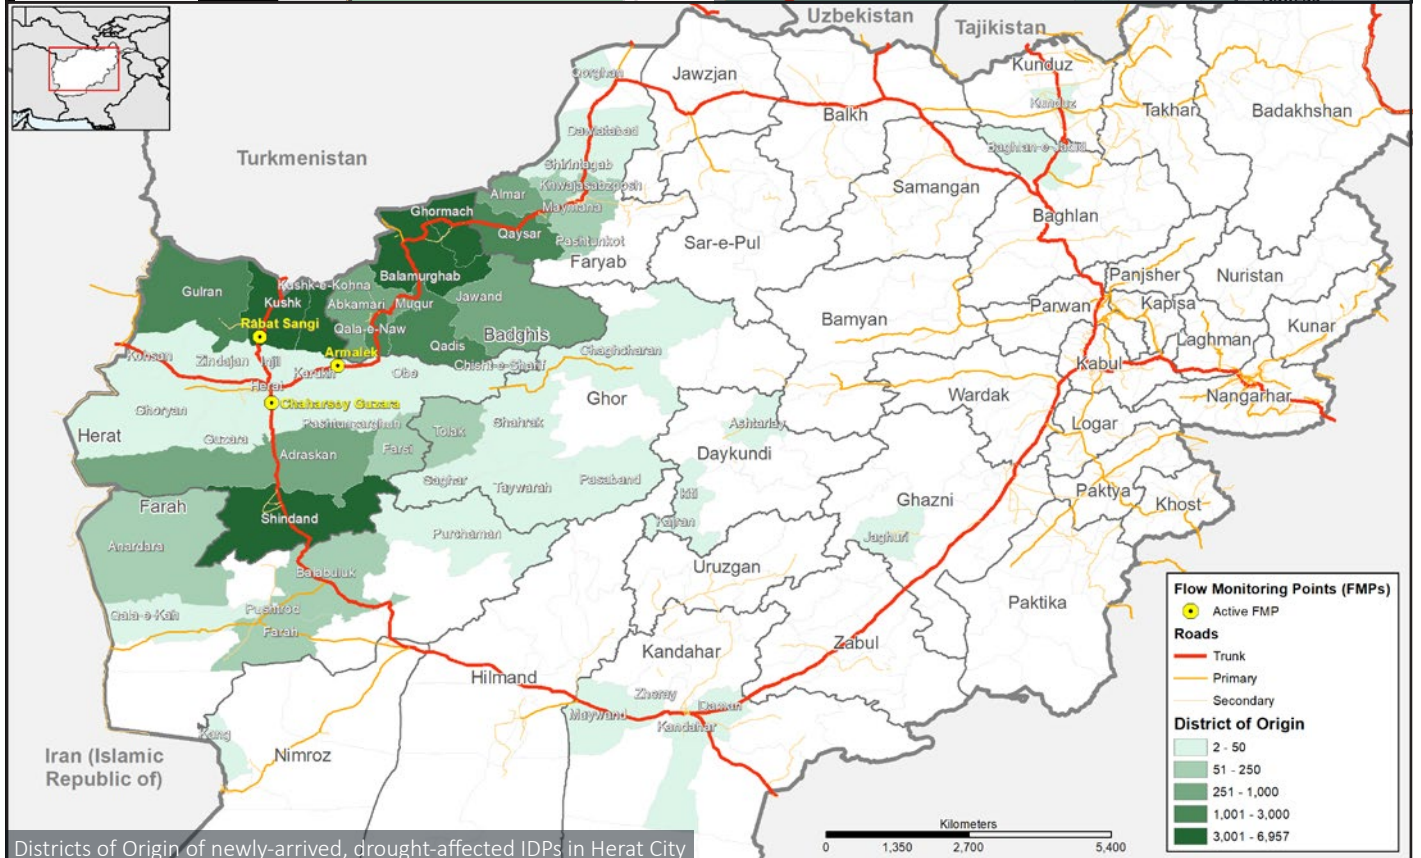 Uzbekistan
Tajikistan
Turkmenistan
Iran (Islamic
Republic of)
Qorghan
Jawzjan
Balkh
Kunduz
Kunduz
Takhar
Badakhshan
Dawlatabad
Shirintagab
Baghlan-e-Jadid
Almar
Khwajasabzposh
Maymana
Samangan
Ghormach
Qaysar
Pashtunkot
Faryab
Sar-e-Pul
Baghlan
Balamurghab
Gulran
Kushk
Kushk-e-Kohna
Abkamari
Muqur
Jawand
Panjsher
Nuristan
Parwan
Kapisa
Rabat Sangi
Qala-e-Naw
Badghis
Bamyan
Kunar
Laghman
Kohsan
Zindajan
Injil
Armalek
Qadis
Chaghcharan
Karukh
Obe
Chisht-e-Sharif
Kabul
Herat
Ghoryan
Chaharsoy Guzara
Ghor
Wardak
Nangarhar
Herat
Guzara
Pashtunzarghun
Shahrak
Ashtarlay
Logar
Adraskan
Farsi
Tolak
Daykundi
Saghar
Taywarah
Pasaband
Kiti
Ghazni
Paktya
Khost
Farah
Shindand
Kajran
Purchaman
Jaghuri
Anardara
Balabuluk
Uruzgan
Qala-e-Kah
Pushtrod
Farah
Paktika
Kandahar
Zabul
Hilmand
Zheray
Maywand
Daman
Kandahar
Kang
Nimroz
Flow Monitoring Points (FMPs)
Active FMP
Roads
Trunk
Primary
Secondary
District of Origin
2 - 50
51 - 250
251 - 1,000
1,001 - 3,000
3,001 - 6,957
Kilometers
0 1,350 2,700 5,400
Districts of Origin of newly-arrived, drought-affected IDPs in Herat City